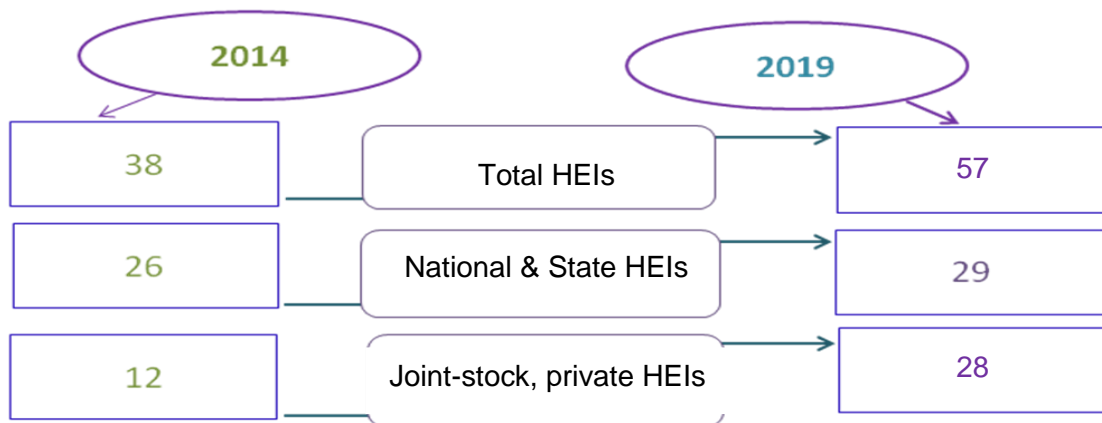 2014
2019
38
Total HEIs
57
26
National & State HEIs
29
12
Joint-stock, private HEIs
28